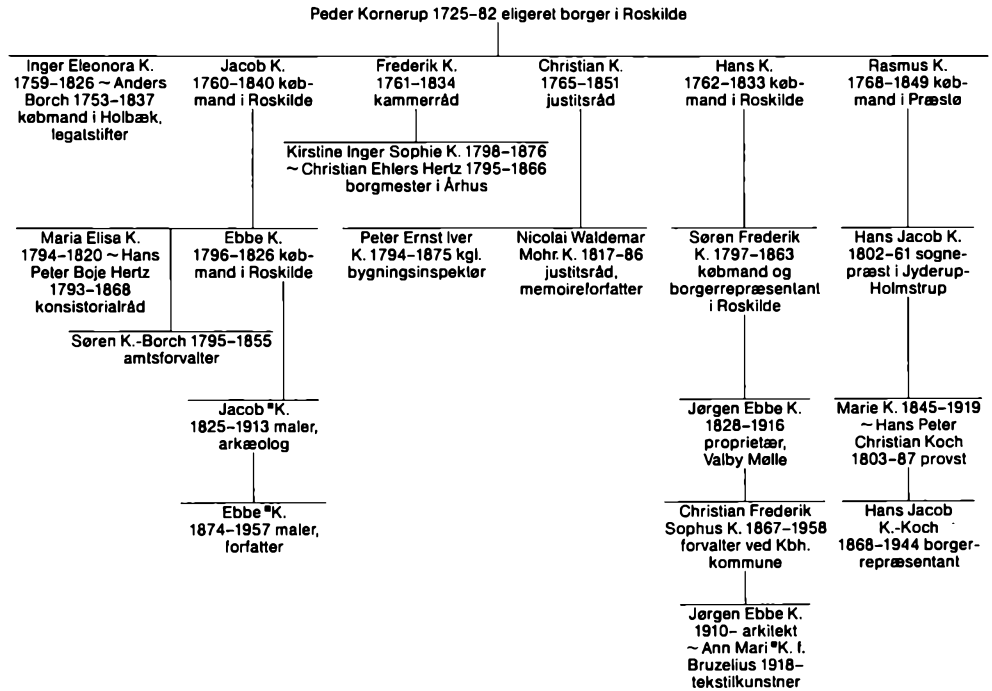 Peder Kornerup 1725–82 eligeret borger i Roskilde
Inger Eleonora K.
1759–1826 ~ Anders
Borch 1753–1837
købmand i Holbæk,
legatstifter
Jacob K.
1760–1840 køb-
mand i Roskilde
Frederik K.
1761–1834
kammerråd
Christian K.
1765–1851
justitsråd
Hans K.
1762–1833 køb-
mand i Roskilde
Rasmus K.
1768–1849 køb-
mand i Præstø
Kirstine Inger Sophie K. 1798–1876
~ Christian Ehlers Hertz 1795–1866
borgmester i Århus
Maria Elisa K.
1794–1820 ~ Hans
Peter Boje Hertz
1793–1868
konsistorialråd
Ebbe K.
1796–1826 køb-
mand i Roskilde
Peter Ernst Iver
K. 1794–1875 kgl.
bygningsinspektør
Nicolai Waldemar
Mohr. K. 1817–86
justitsråd,
memoireforfatter
Søren Frederik
K. 1797–1863
købmand og
borgerrepræsentant
i Roskilde
Hans Jacob K.
1802–61 sogne-
præst i Jyderup-
Holmstrup
Søren K.-Borch 1795–1855
amtsforvalter
Jacob ■K.
1825–1913 maler,
arkæolog
Jørgen Ebbe K.
1828–1916
proprietær,
Valby Mølle
Marie K. 1845–1919
~ Hans Peter
Christian Koch
1803–87 provst
Ebbe ■K.
1874–1957 maler,
forfatter
Christian Frederik
Sophus K. 1867–1958
forvalter ved Kbh.
kommune
Hans Jacob
K.-Koch
1868–1944 borger-
repræsentant
Jørgen Ebbe K.
1910– arkitekt
~ Ann Mari ■K. f.
Bruzelius 1918–
tekstilkunstner